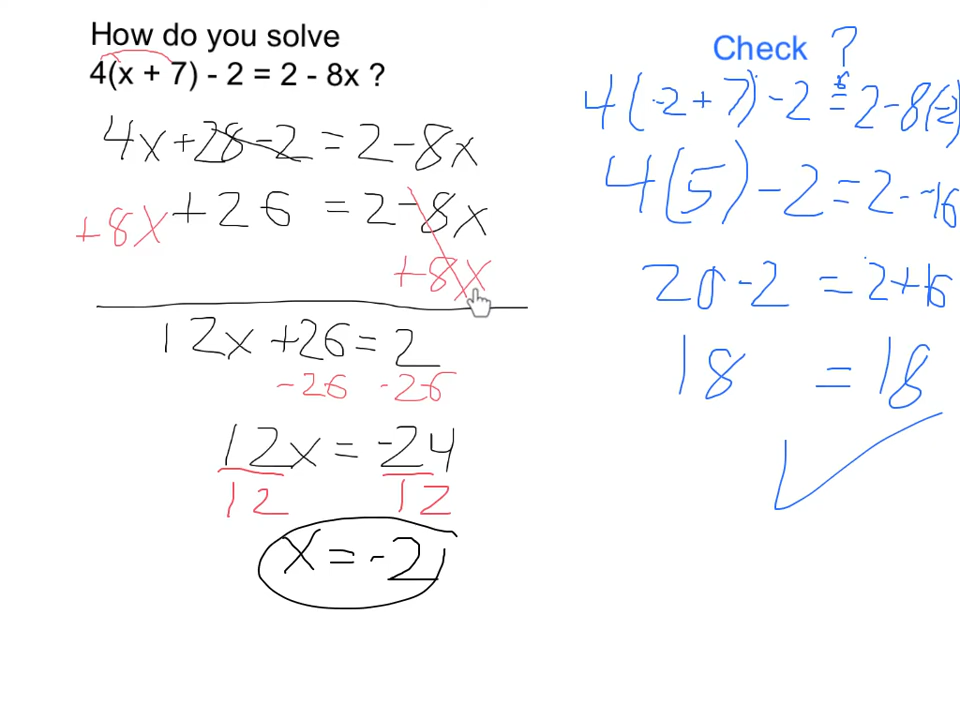 How do you solve
4(x + 7) - 2 = 2 - 8x ?
4x +28 -2 = 2 - 8x
+8x +26 = 2 - 8x
+8x
12x +26 = 2
-26 -26
12x = -24
12 12
x = -2
Check ?
4(-2 + 7) - 2 = 2 - 8(-2)
4(5) - 2 = 2 - -16
20 - 2 = 2 + 16
18 = 18